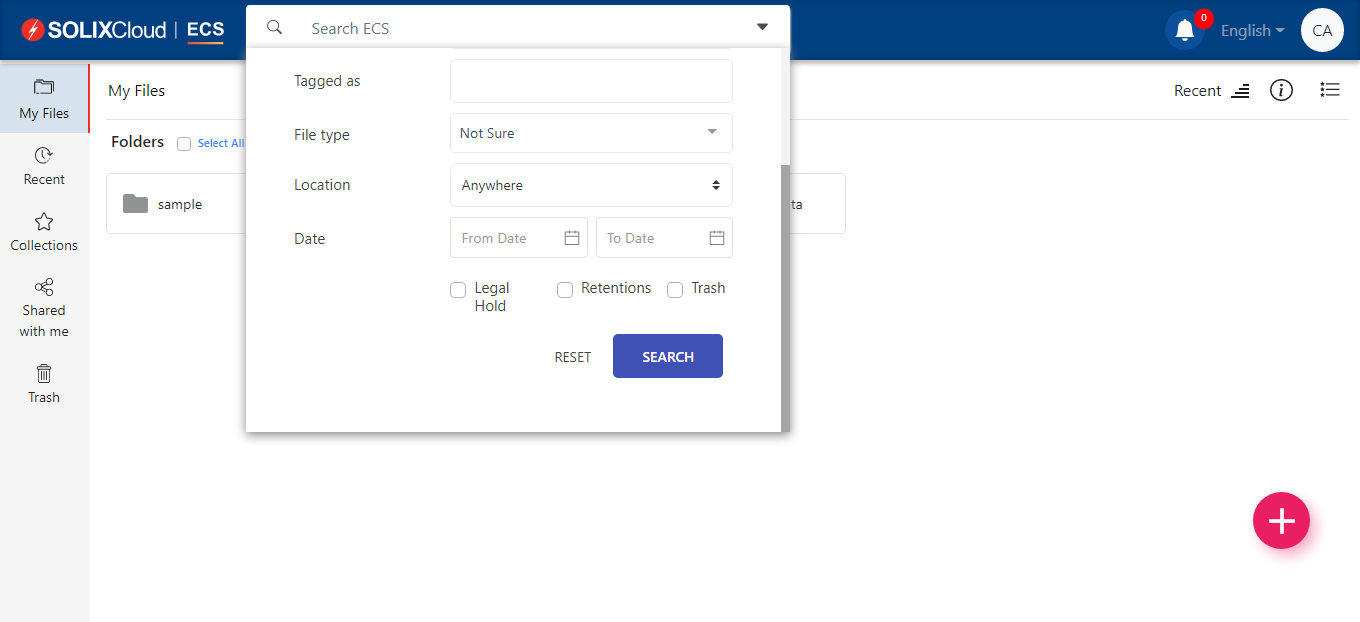 SOLIXCloud | ECS
Search ECS
0
English
CA
My Files
Recent
Collections
Shared
with me
Trash
My Files
Recent
Folders
Select All
sample
Tagged as
File type
Not Sure
Location
Anywhere
Date
From Date
To Date
Legal
Hold
Retentions
Trash
RESET
SEARCH